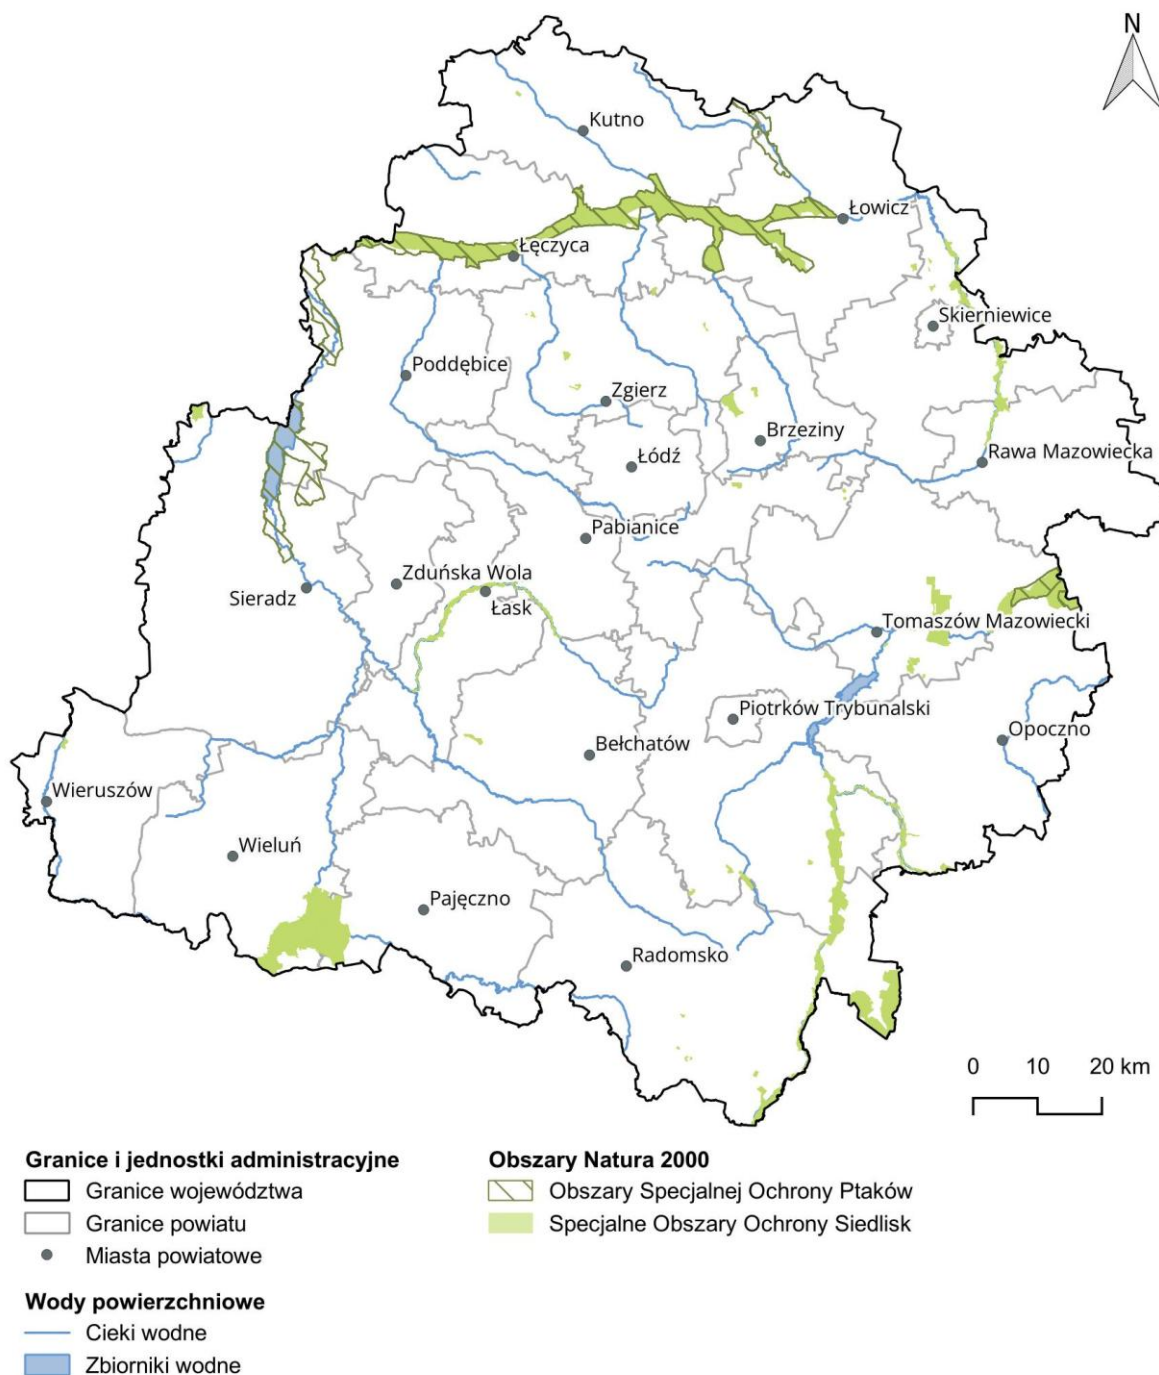 N
Kutno
Łowicz
Łęczyca
Skierniewice
Poddębice
Zgierz
Brzeziny
Rawa Mazowiecka
Łódź
Pabianice
Zduńska Wola
Sieradz
Łask
Tomaszów Mazowiecki
Piotrków Trybunalski
Opoczno
Bełchatów
Wieruszów
Wieluń
Pajęczno
Radomsko
0 10 20 km
Granice i jednostki administracyjne
Granice województwa
Granice powiatu
Miasta powiatowe
Wody powierzchniowe
Cieki wodne
Zbiorniki wodne
Obszary Natura 2000
Obszary Specjalnej Ochrony Ptaków
Specjalne Obszary Ochrony Siedlisk